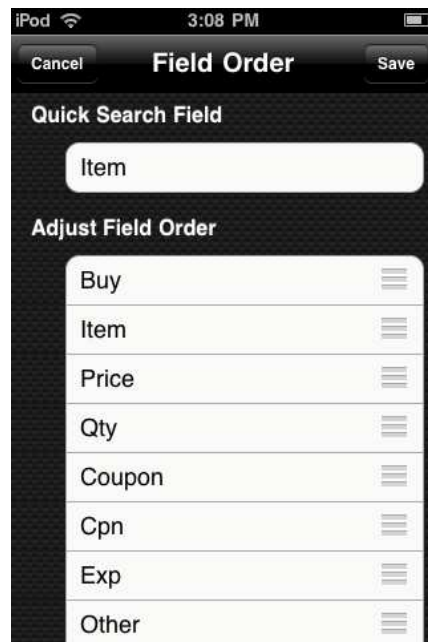 iPod 3:08 PM
Cancel Field Order Save
Quick Search Field
Item
Adjust Field Order
Buy
Item
Price
Qty
Coupon
Cpn
Exp
Other